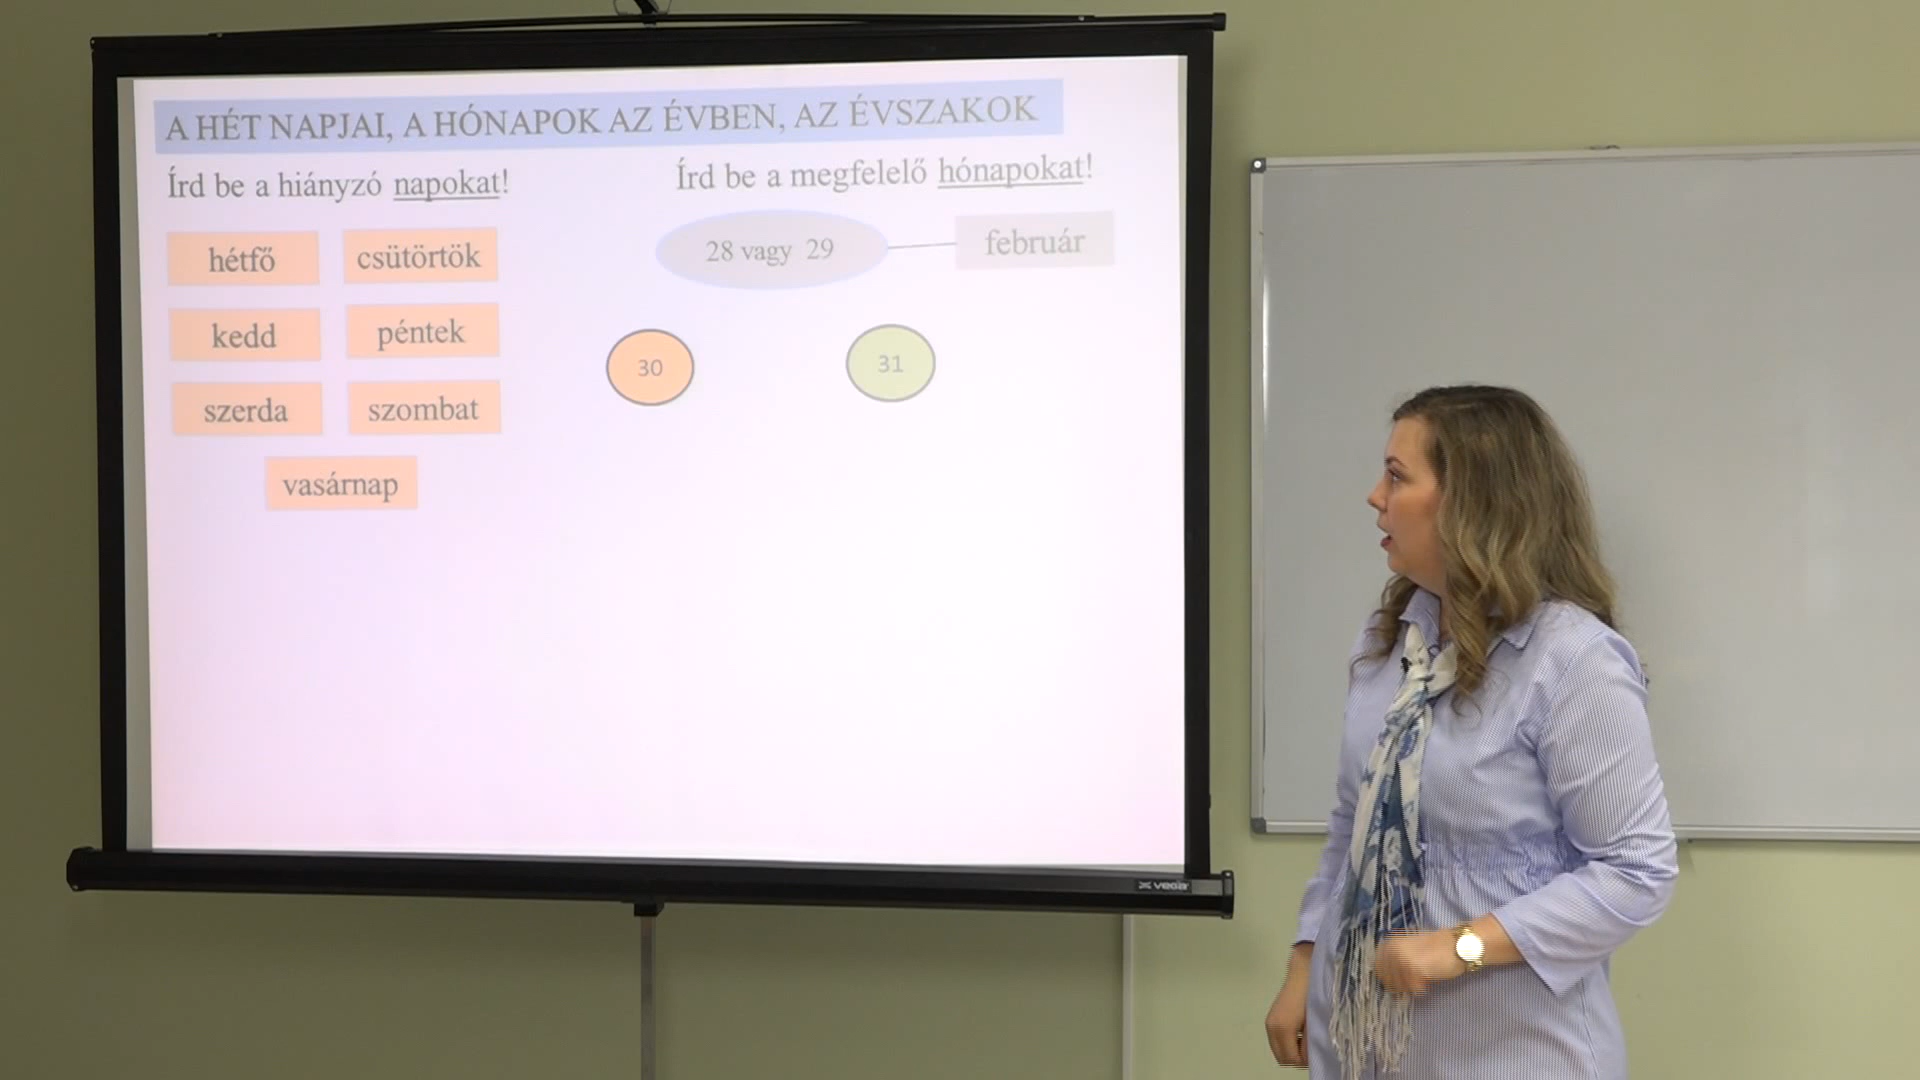 A HÉT NAPJAI, A HÓNAPOK AZ ÉVBEN, AZ ÉVSZAKOK
Írd be a hiányzó napokat!
hétfő
csütörtök
kedd
péntek
szerda
szombat
vasárnap
Írd be a megfelelő hónapokat!
28 vagy 29
február
30
31
vega